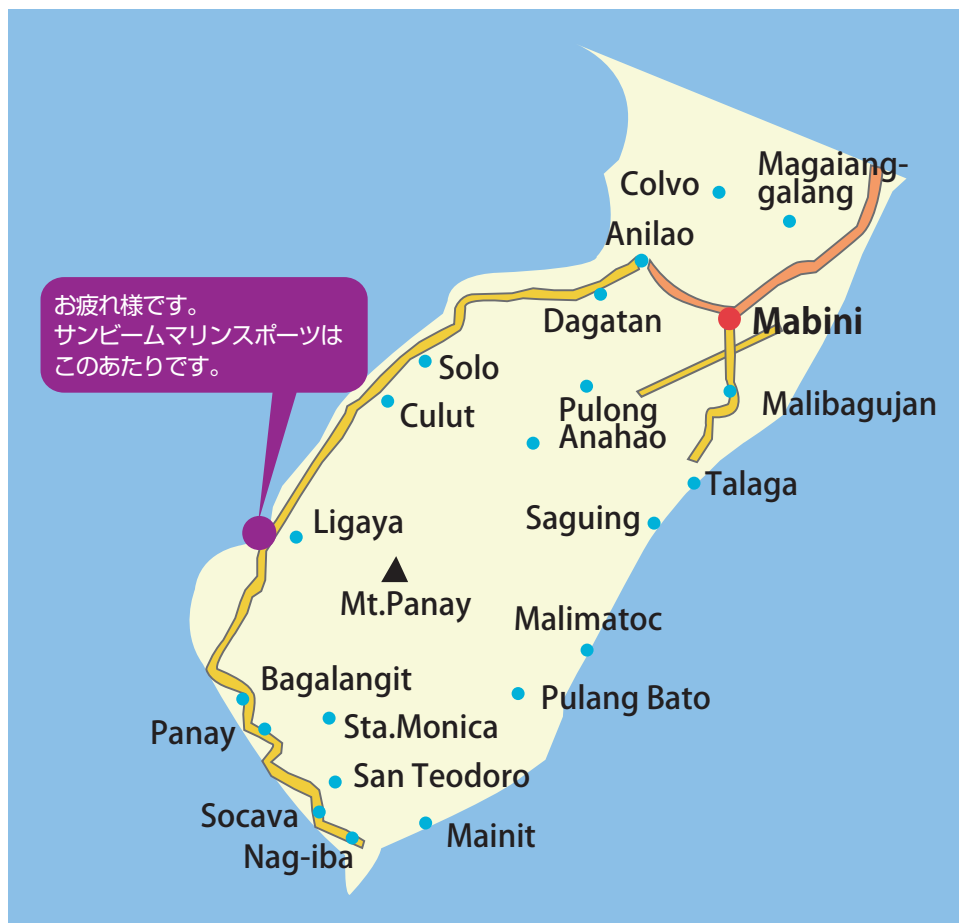 Magaiang-
galang
Colvo
Anilao
お疲れ様です。
サンビームマリンスポーツは
このあたりです。
Dagatan
Mabini
Solo
Culut
Pulong
Anahao
Malibagujan
Talaga
Ligaya
Saguing
Mt.Panay
Malimatoc
Bagalangit
Pulang Bato
Panay
Sta.Monica
San Teodoro
Socava
Mainit
Nag-iba